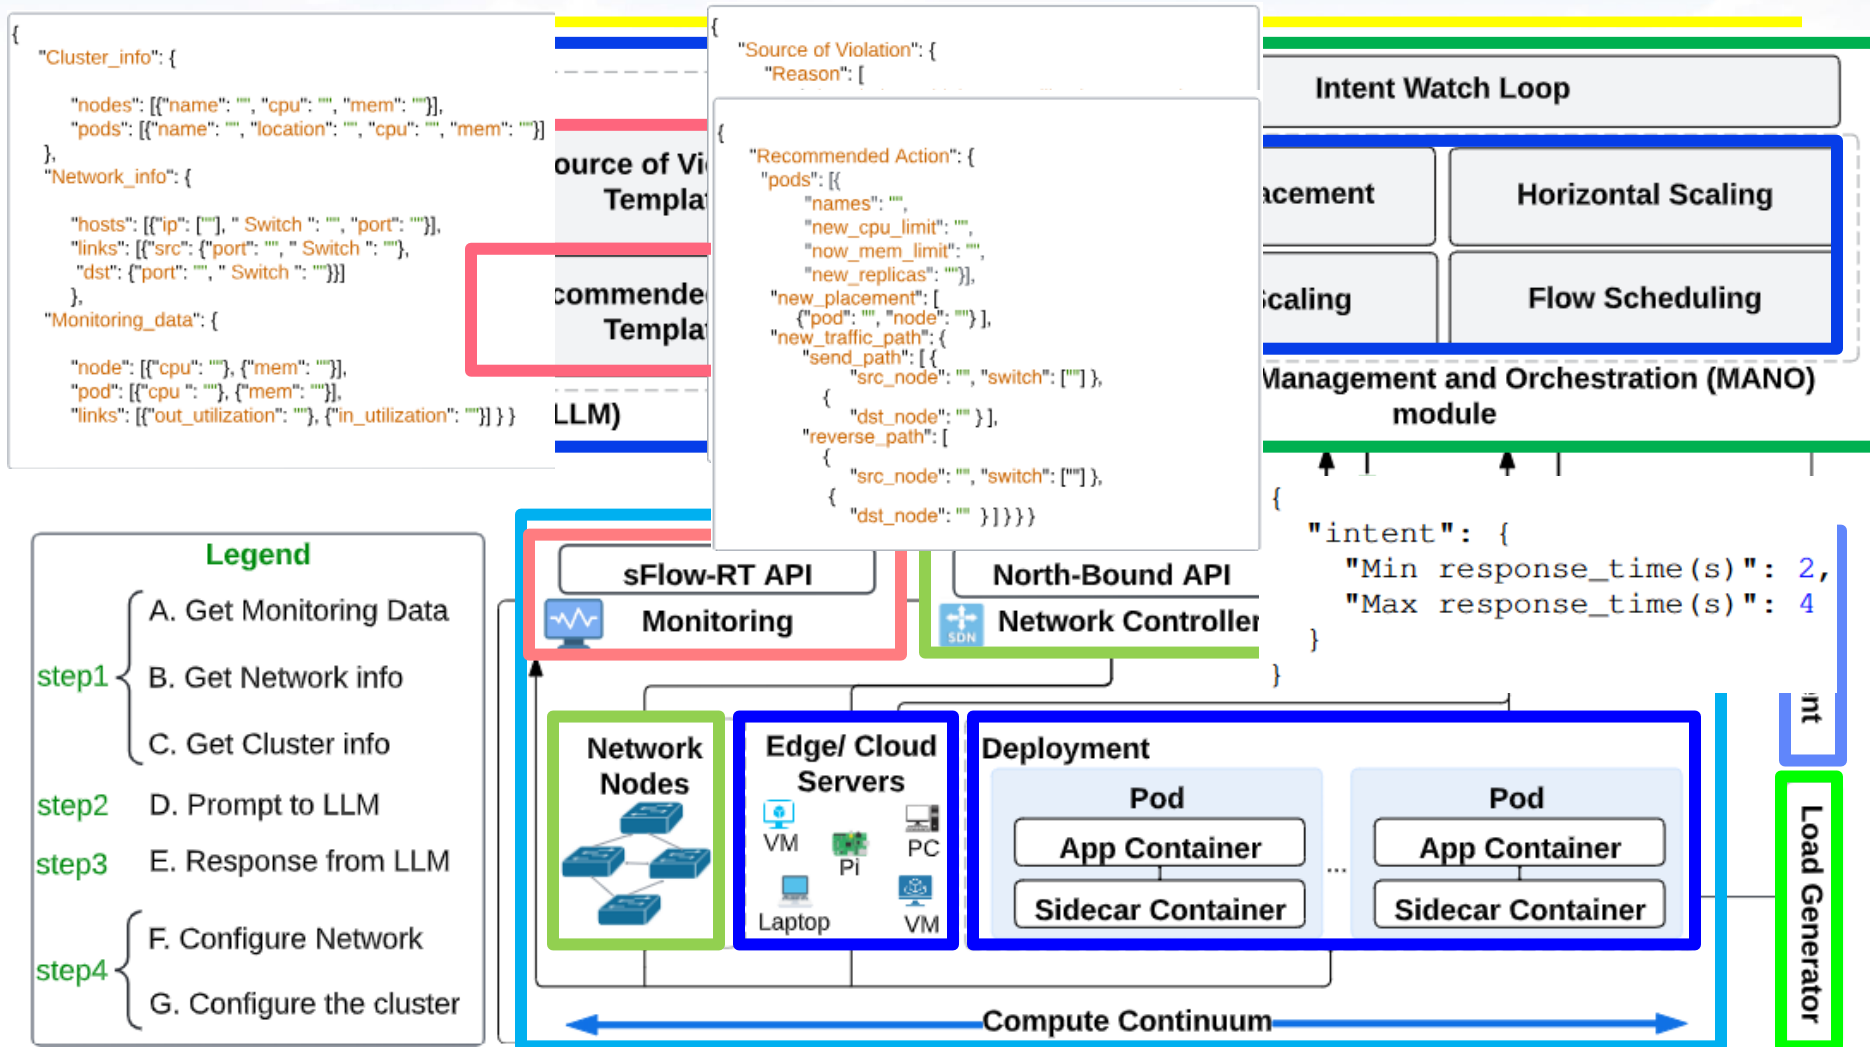 {
"Cluster_info": {
"nodes": [{"name": "", "cpu": "", "mem": ""}],
"pods": [{"name": "", "location": "", "cpu": "", "mem": ""}]
},
"Network_info": {
"hosts": [{"ip": [""], " Switch ": "", "port": ""}],
"links": [{"src": {"port": "", " Switch ": ""},
"dst": {"port": "", " Switch ": ""}}]
},
"Monitoring_data": {
"node": [{"cpu": ""}, {"mem": ""}],
"pod": [{"cpu ": ""}, {"mem": ""}],
"links": [{"out_utilization": ""}, {"in_utilization": ""}] } }
of
Templa
Templa
LLM)
{
"Source of Violation": {
"Reason": [
{
"Recommended Action": {
"pods": [{
"names": "",
"new_cpu_limit": "",
"now_mem_limit": "",
"new_replicas": ""}],
"new_placement": [
{"pod": "", "node": ""} ],
"new_traffic_path": {
"send_path": [ {
"src_node": "", "switch": [""] },
{
"dst_node": "" } ],
"reverse_path": [
{
"src_node": "", "switch": [""] },
{
"dst_node": "" } ] } } }
Intent Watch Loop
acement
Horizontal Scaling
caling
Flow Scheduling
Management and Orchestration (MANO)
module
{
"intent": {
"Min response_time(s)": 2,
"Max response_time(s)": 4
}
}
Legend
step1
A. Get Monitoring Data
B. Get Network info
C. Get Cluster info
step2
D. Prompt to LLM
step3
E. Response from LLM
step4
F. Configure Network
G. Configure the cluster
sFlow-RT API
Monitoring
North-Bound API
SDN
Network Controller
Network
Nodes
Edge/ Cloud
Servers
VM
Pi
PC
Laptop
VM
Deployment
Pod
App Container
Sidecar Container
...
Pod
App Container
Sidecar Container
Compute Continuum
nt
Load Generator